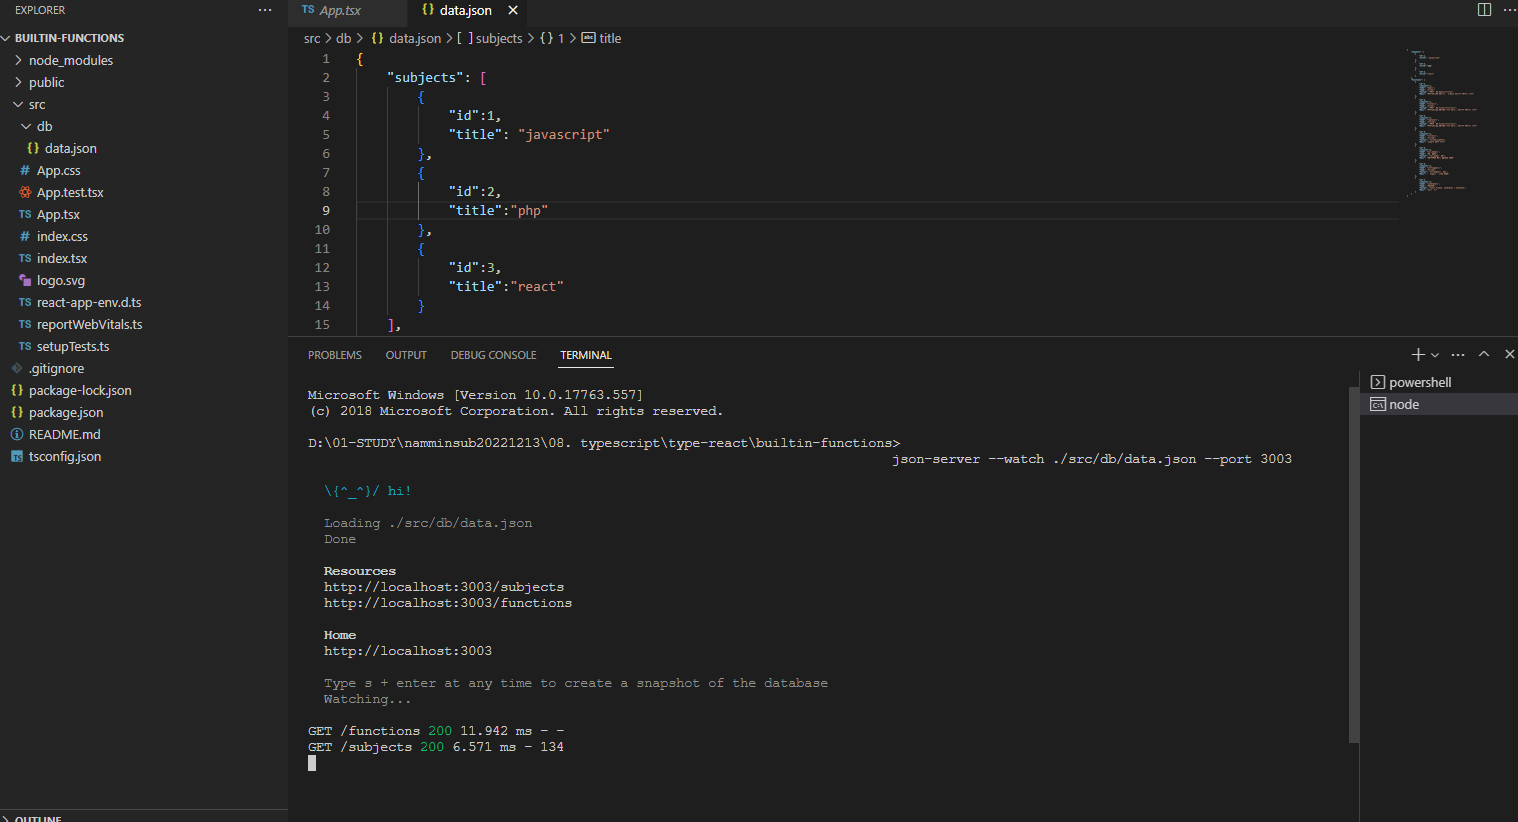 EXPLORER
BUILTIN-FUNCTIONS
node_modules
public
src
db
data.json
App.css
App.test.tsx
App.tsx
index.css
index.tsx
logo.svg
react-app-env.d.ts
reportWebVitals.ts
setupTests.ts
.gitignore
package-lock.json
package.json
README.md
tsconfig.json
OUTLINE
TS App.tsx {} data.json
src > db > {} data.json > [ ] subjects > {} 1 > abc title
1 {
2 "subjects": [
3 {
4 "id":1,
5 "title": "javascript"
6 },
7 {
8 "id":2,
9 "title":"php"
10 },
11 {
12 "id":3,
13 "title":"react"
14 }
15 ],
PROBLEMS OUTPUT DEBUG CONSOLE TERMINAL
Microsoft Windows [Version 10.0.17763.557]
(c) 2018 Microsoft Corporation. All rights reserved.
D:\01-STUDY\namminsub20221213\08. typescript\type-react\builtin-functions>
json-server --watch ./src/db/data.json --port 3003
\{^_^}/ hi!
Loading ./src/db/data.json
Done
Resources
http://localhost:3003/subjects
http://localhost:3003/functions
Home
http://localhost:3003
Type s + enter at any time to create a snapshot of the database
Watching...
GET /functions 200 11.942 ms - -
GET /subjects 200 6.571 ms - 134
powershell
node